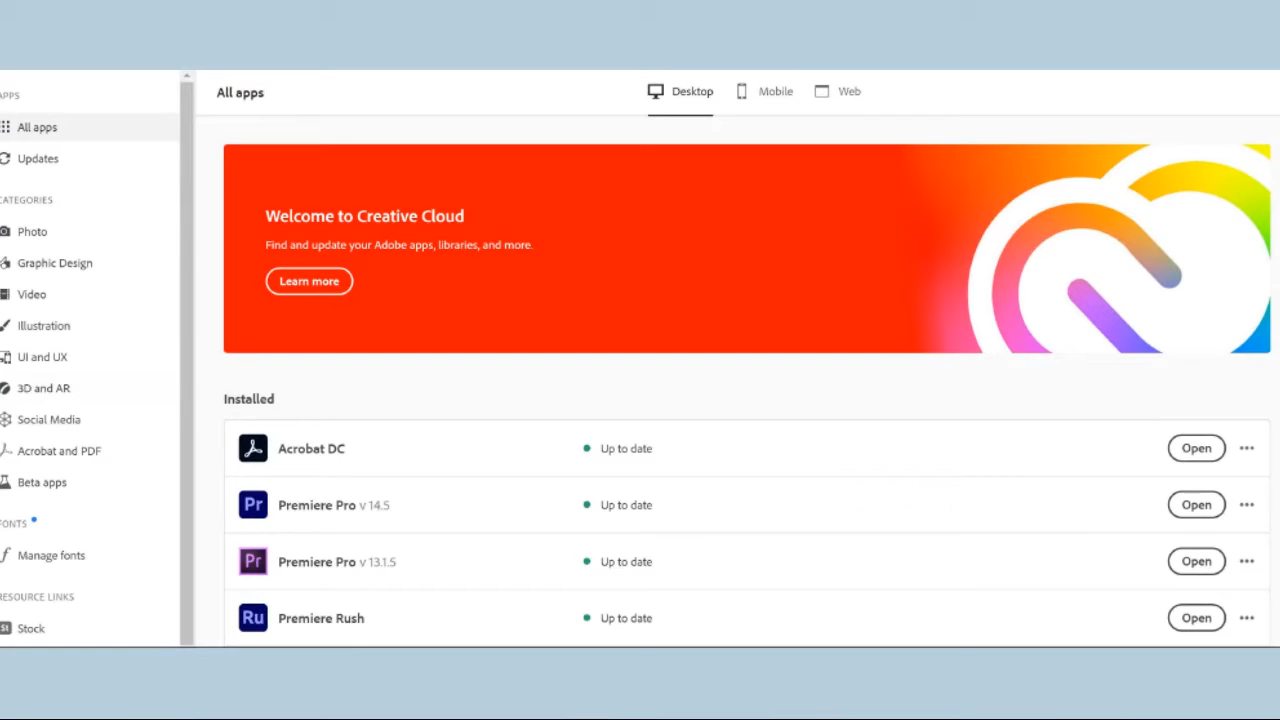 APPS
All apps
Updates
CATEGORIES
Photo
Graphic Design
Video
Illustration
UI and UX
3D and AR
Social Media
Acrobat and PDF
Beta apps
FONTS
f Manage fonts
RESOURCE LINKS
St Stock
All apps
Desktop Mobile Web
Welcome to Creative Cloud
Find and update your Adobe apps, libraries, and more.
Learn more
Installed
Acrobat DC Up to date Open
Pr Premiere Pro v 14.5 Up to date Open
Pr Premiere Pro v 13.1.5 Up to date Open
Ru Premiere Rush Up to date Open